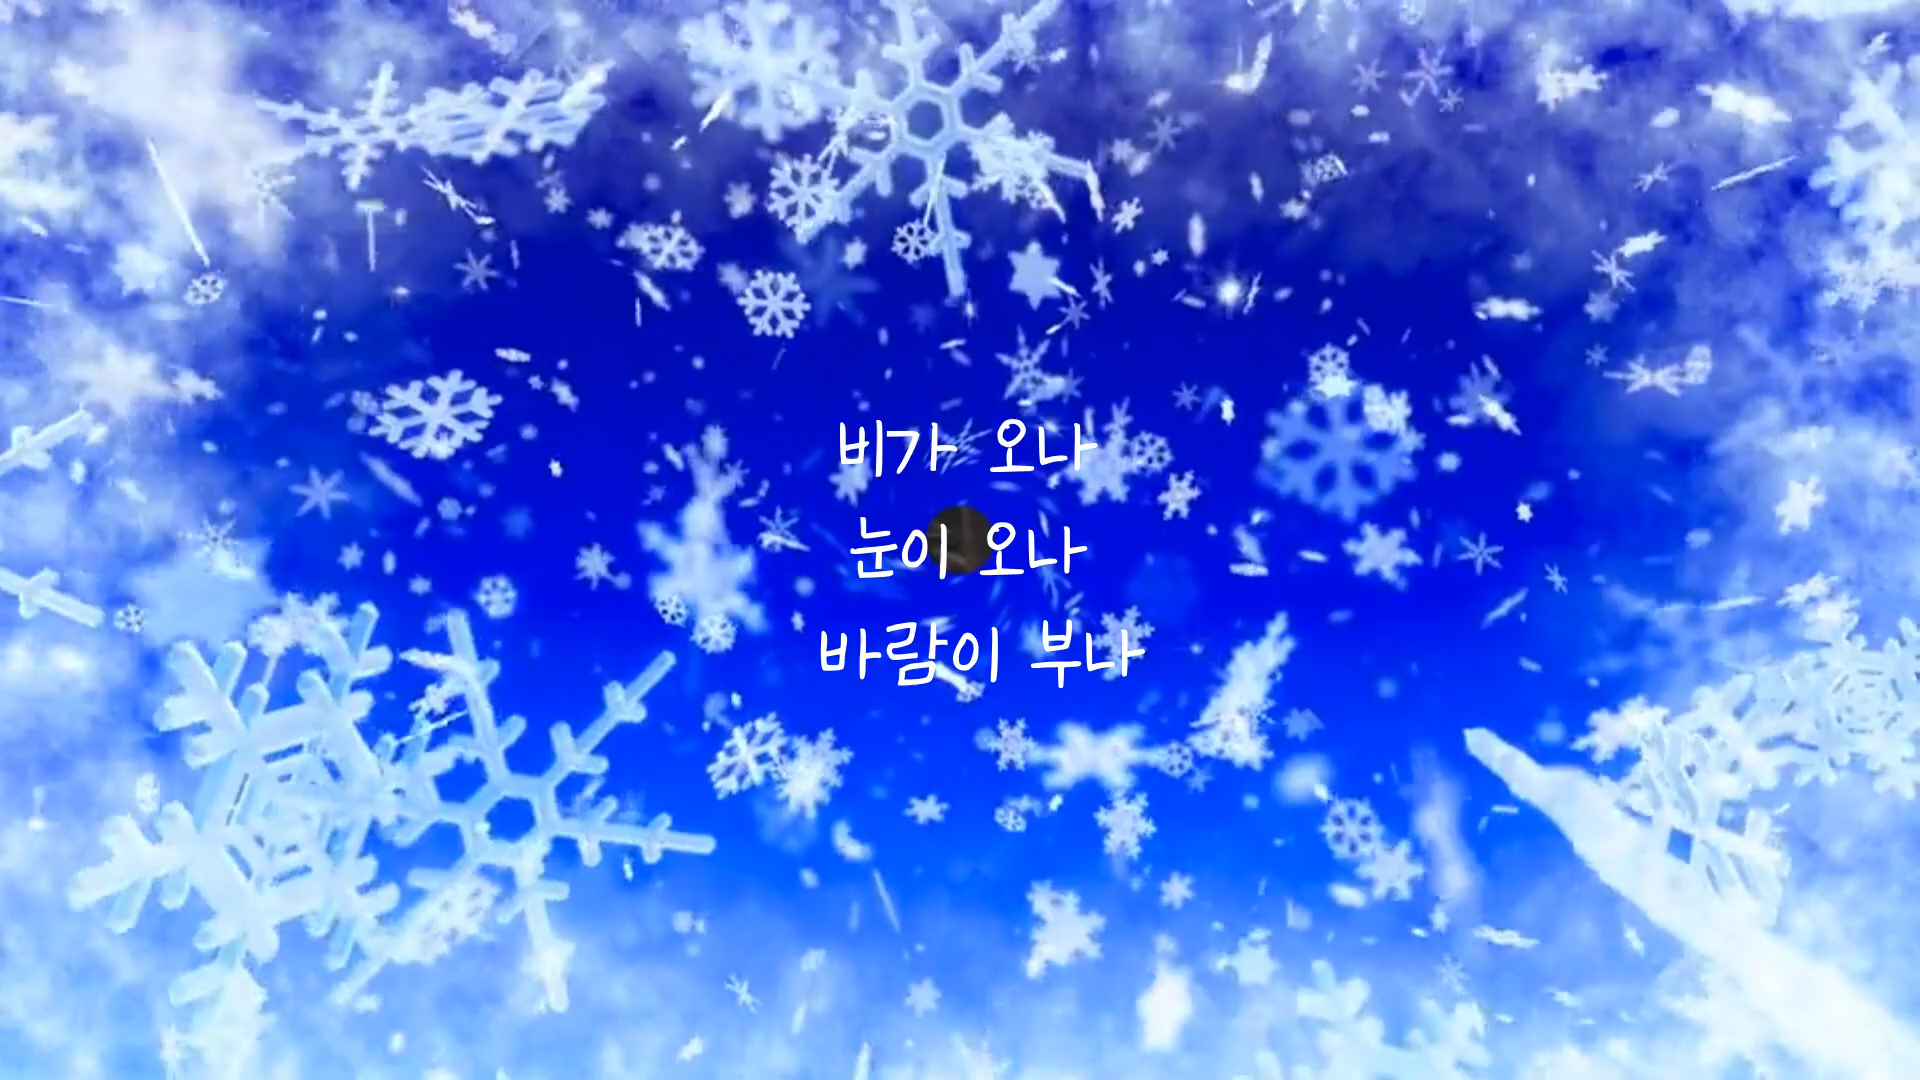 비가 오나
눈이 오나
바람이 부나